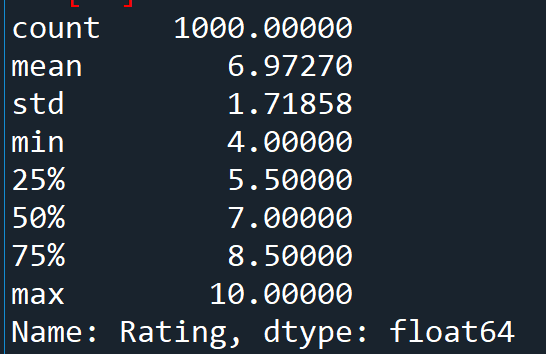 count 1000.00000
mean 6.97270
std 1.71858
min 4.00000
25% 5.50000
50% 7.00000
75% 8.50000
max 10.00000
Name: Rating, dtype: float64